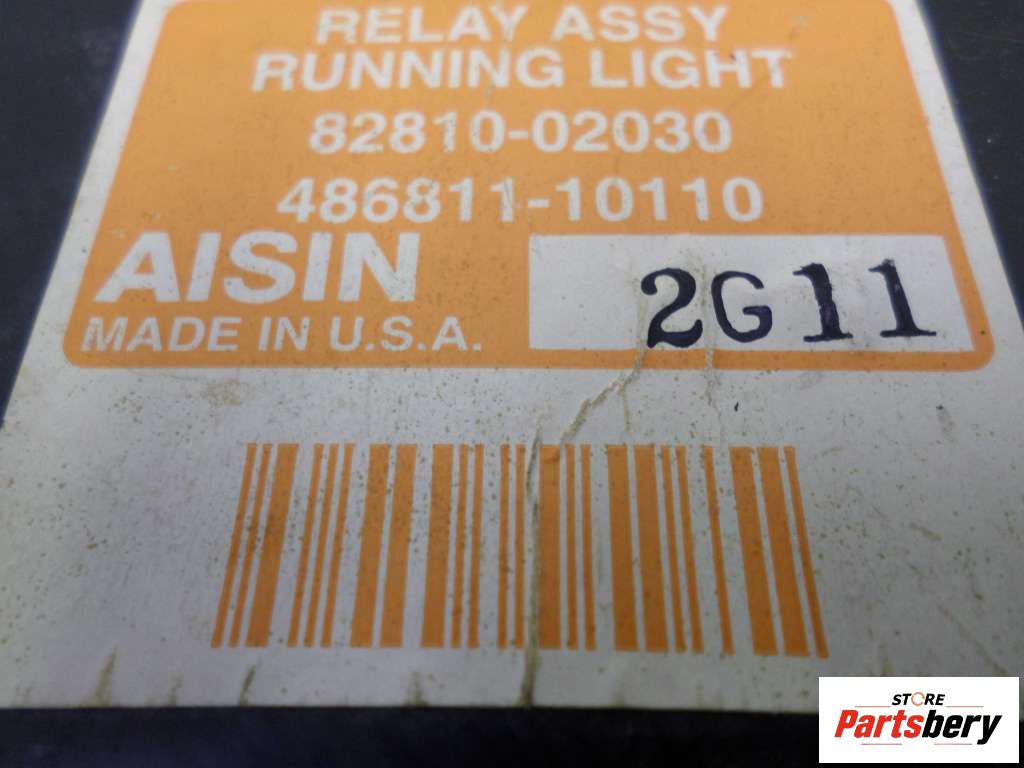 RELAY ASSY
RUNNING LIGHT
82810-02030
486811-10110
AISIN
MADE IN U.S.A.
2G11
STORE
Partsbery